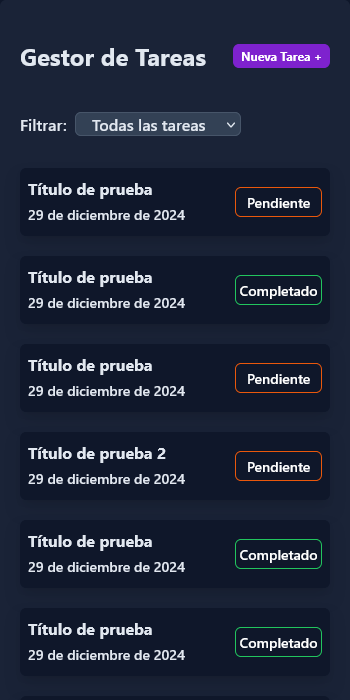 Gestor de Tareas
Nueva Tarea +
Filtrar: Todas las tareas
Título de prueba
29 de diciembre de 2024
Pendiente
Título de prueba
29 de diciembre de 2024
Completado
Título de prueba
29 de diciembre de 2024
Pendiente
Título de prueba 2
29 de diciembre de 2024
Pendiente
Título de prueba
29 de diciembre de 2024
Completado
Título de prueba
29 de diciembre de 2024
Completado